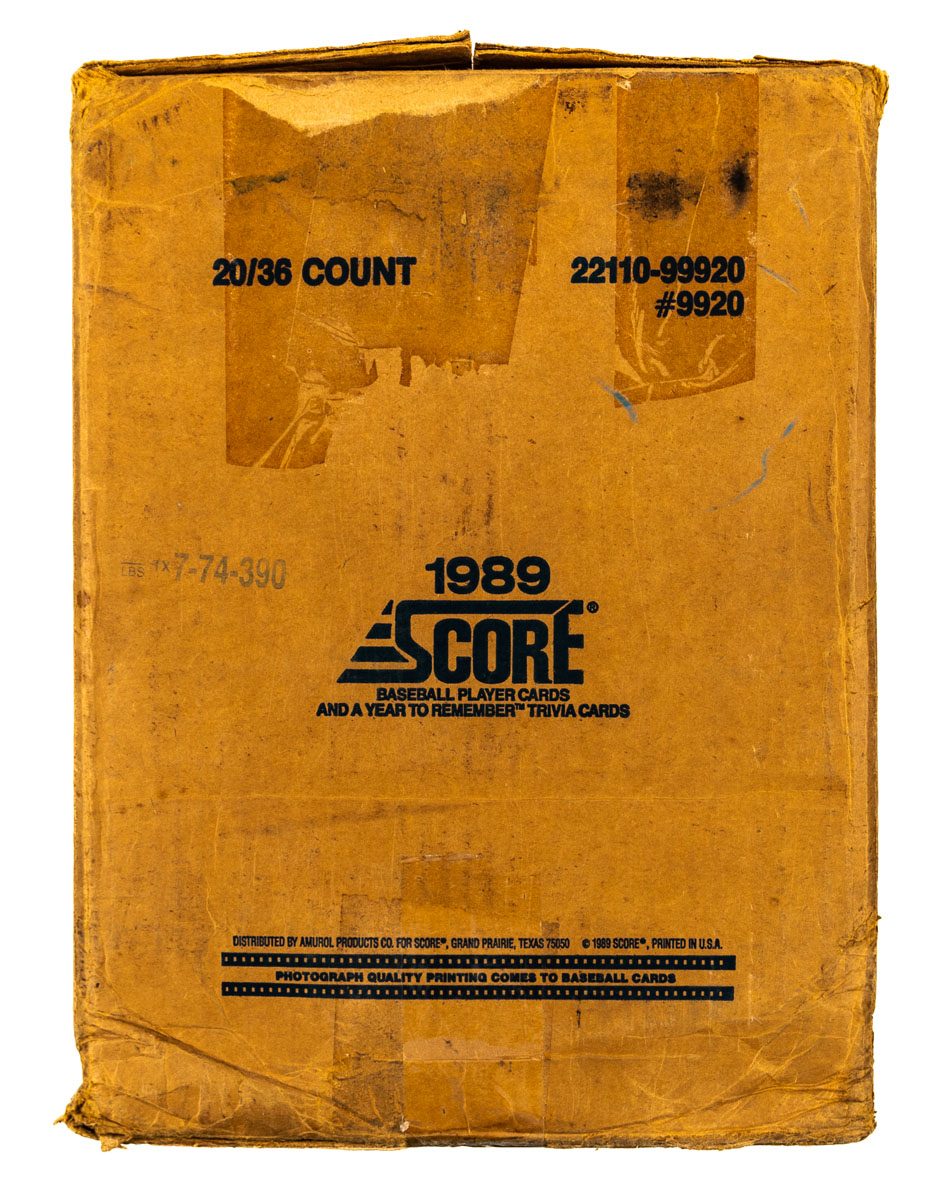 20/36 COUNT
22110-99920
#9920
LBS
7-74-390
1989
SCORE®
BASEBALL PLAYER CARDS
AND A YEAR TO REMEMBER™ TRIVIA CARDS
DISTRIBUTED BY AMUROL PRODUCTS CO. FOR SCORE®, GRAND PRAIRIE, TEXAS 75050 © 1989 SCORE®, PRINTED IN U.S.A.
PHOTOGRAPH QUALITY PRINTING COMES TO BASEBALL CARDS